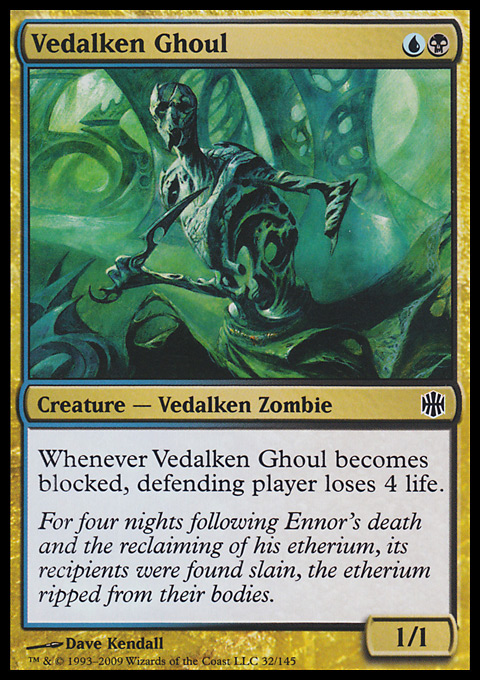 Vedalken Ghoul
Creature — Vedalken Zombie
Whenever Vedalken Ghoul becomes
blocked, defending player loses 4 life.
For four nights following Ennor's death
and the reclaiming of his etherium, its
recipients were found slain, the etherium
ripped from their bodies.
Dave Kendall
1/1
™ & © 1993–2009 Wizards of the Coast LLC 32/145